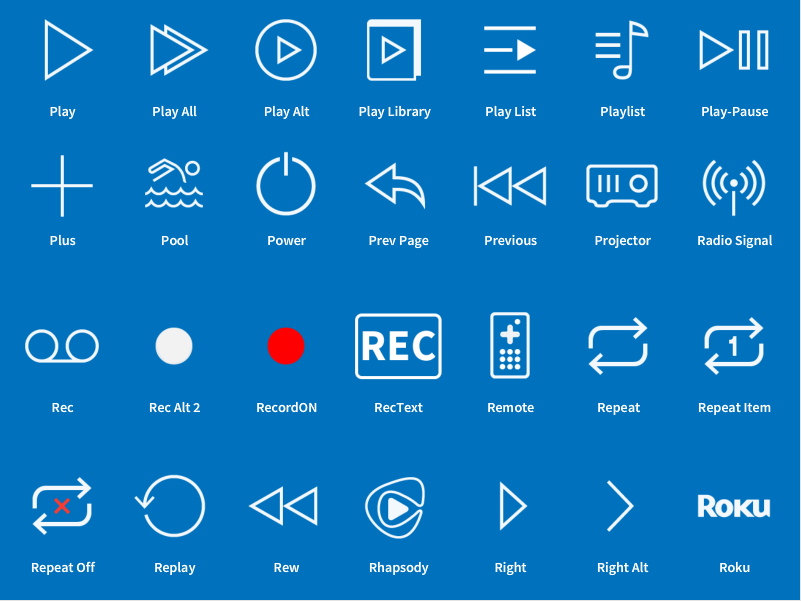 Play Play All Play Alt Play Library Play List Playlist Play-Pause
Plus Pool Power Prev Page Previous Projector Radio Signal
REC
Rec Rec Alt 2 RecordON RecText Remote Repeat Repeat Item
1
Roku
Repeat Off Replay Rew Rhapsody Right Right Alt Roku